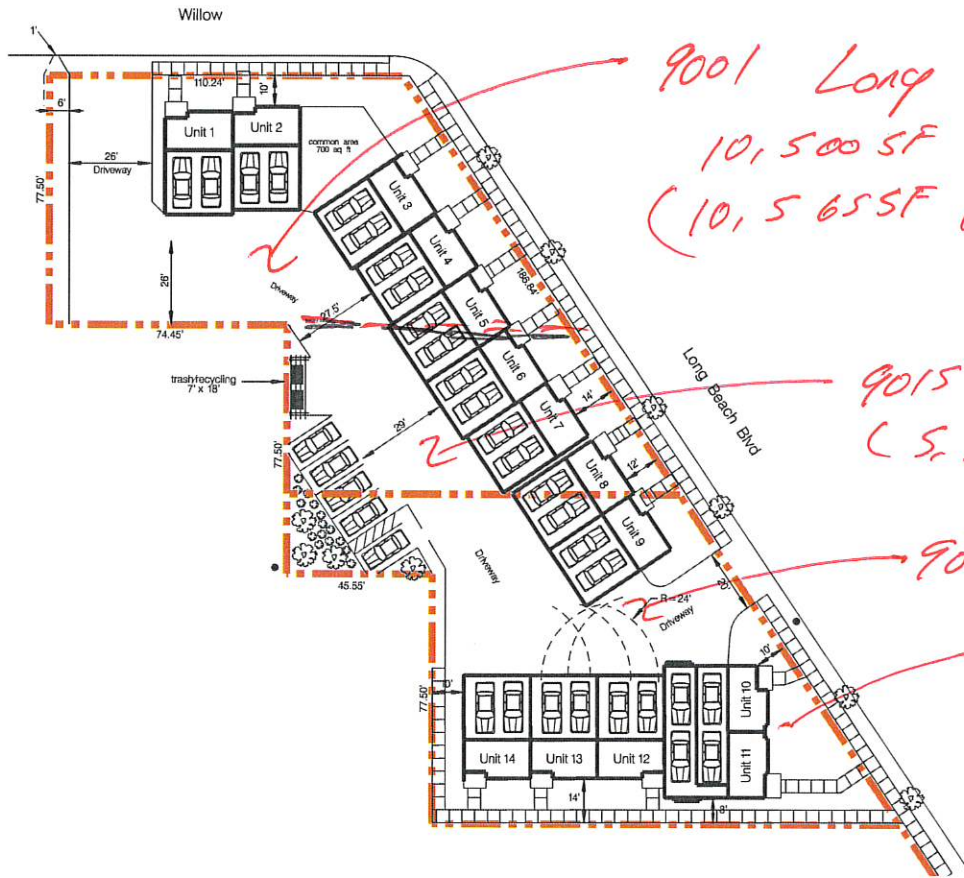 Willow
1'
110.24'
10'
6'
Unit 1
Unit 2
common area
700 sq ft
26'
Driveway
77.50'
26'
Unit 3
Unit 4
Unit 5
Unit 6
Unit 7
Unit 8
Unit 9
Driveway
27.5'
186.84'
74.45'
trash+recycling
7' x 18'
29'
14'
12'
77.50'
Long Beach Blvd
45.55'
Driveway
R=24'
Driveway
20'
10'
77.50'
Unit 14
Unit 13
Unit 12
Unit 10
Unit 11
14'
9001 Long
10,500 SF
(10,565SF
9015
(5,
90